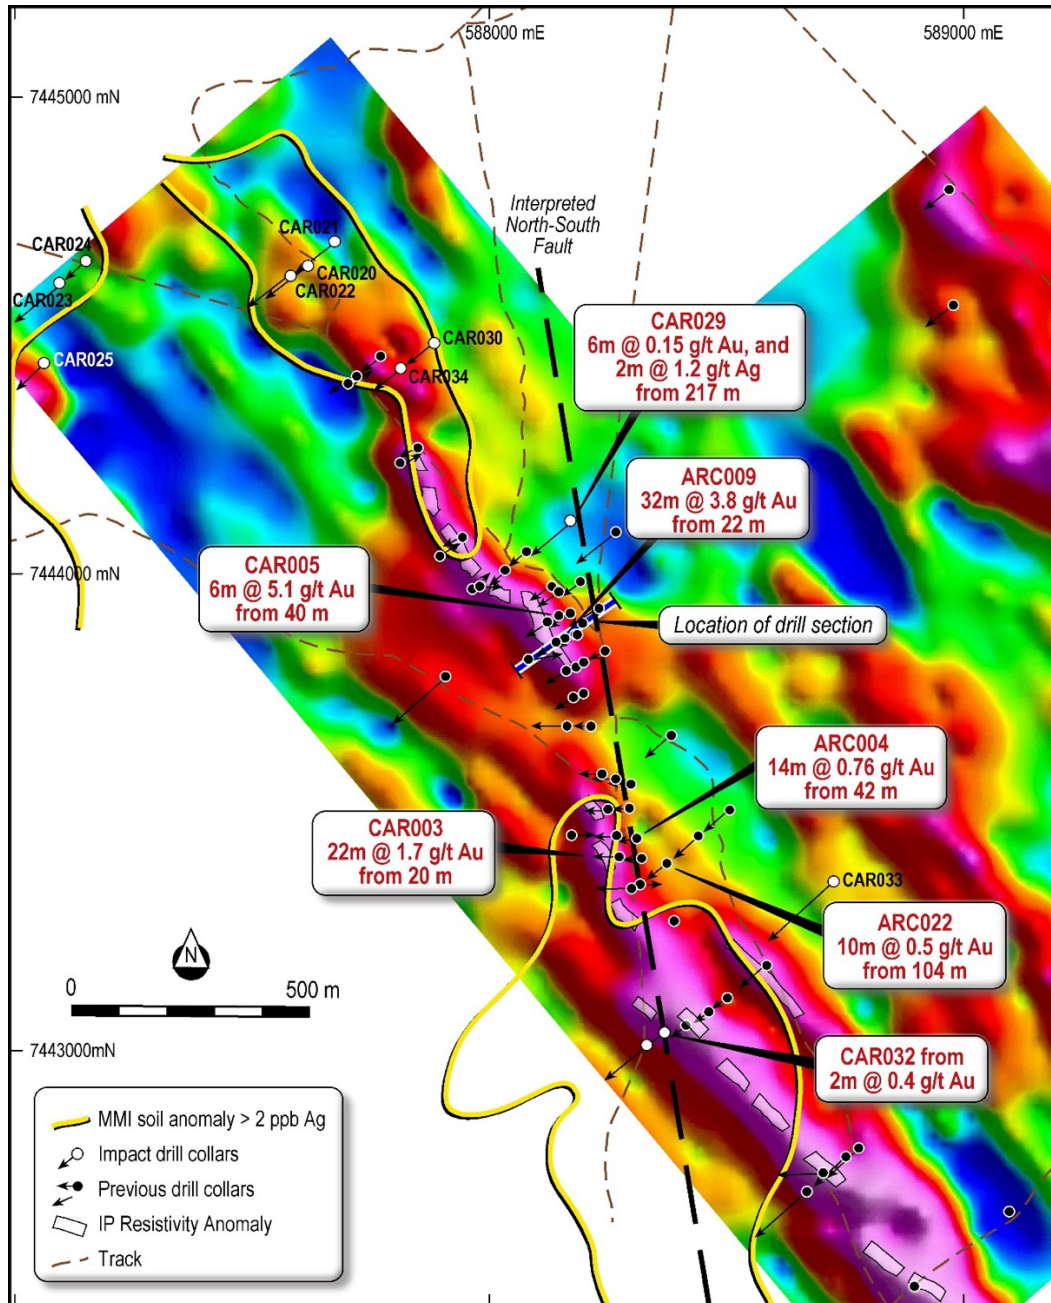 588000 mE
589000 mE
7445000 mN
Interpreted
North-South
Fault
CAR021
CAR024
CAR020
CAR022
CAR023
CAR030
CAR025
CAR034
CAR029
6m @ 0.15 g/t Au, and
2m @ 1.2 g/t Ag
from 217 m
ARC009
32m @ 3.8 g/t Au
from 22 m
7444000 mN
CAR005
6m @ 5.1 g/t Au
from 40 m
Location of drill section
ARC004
14m @ 0.76 g/t Au
from 42 m
CAR003
22m @ 1.7 g/t Au
from 20 m
CAR033
ARC022
10m @ 0.5 g/t Au
from 104 m
N
0
500 m
7443000mN
CAR032 from
2m @ 0.4 g/t Au
MMI soil anomaly > 2 ppb Ag
Impact drill collars
Previous drill collars
IP Resistivity Anomaly
Track